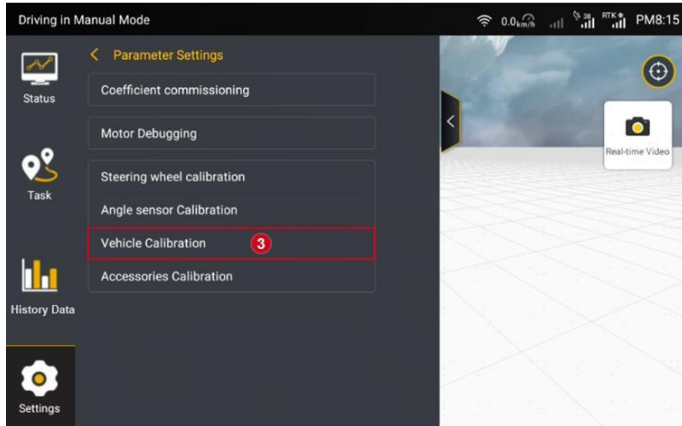 Driving in Manual Mode
0.0km/h
38
RTK
PM8:15
Status
Task
History Data
Settings
Parameter Settings
Coefficient commissioning
Motor Debugging
Steering wheel calibration
Angle sensor Calibration
Vehicle Calibration 3
Accessories Calibration
Real-time Video